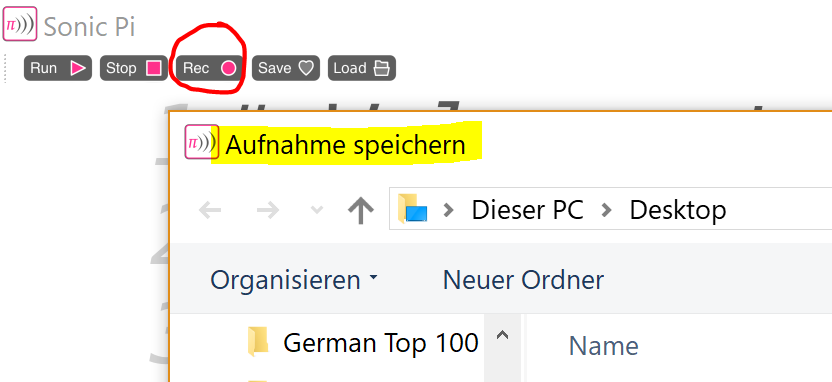 π))) Sonic Pi
Run Stop Rec Save Load
π))) Aufnahme speichern
Dieser PC > Desktop
Organisieren Neuer Ordner
German Top 100 Name